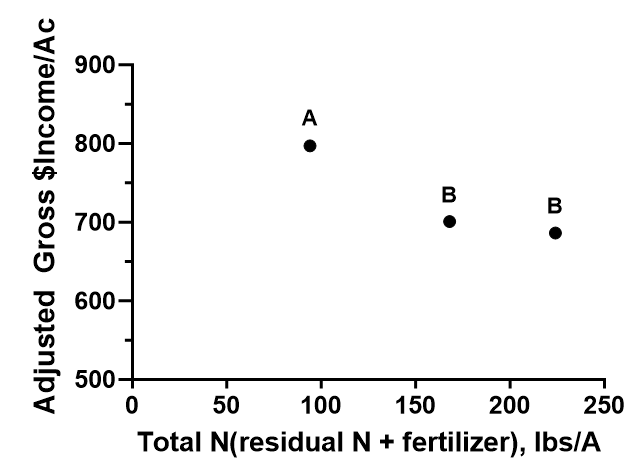 Adjusted  Gross $Income/Ac
900
800
700
600
500
A
B
B
0 50 100 150 200 250
Total N(residual N + fertilizer), lbs/A